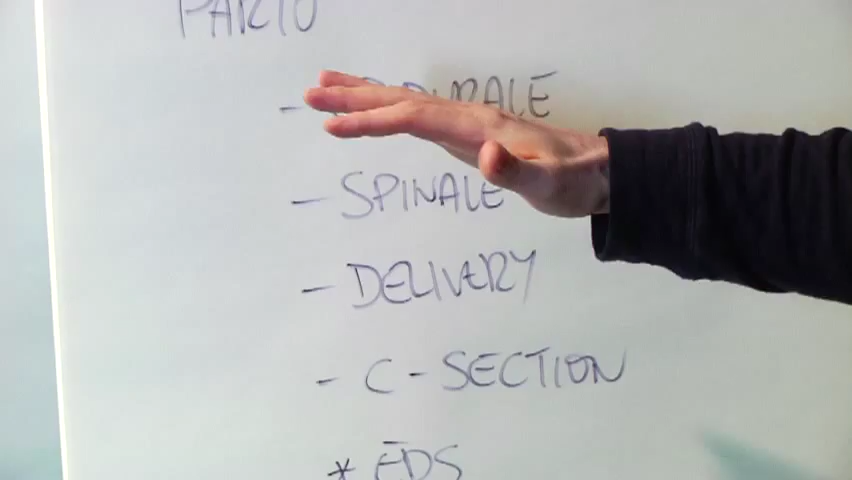 PARTO
- SPINALE
- DELIVERY
- C-SECTION
* EDS